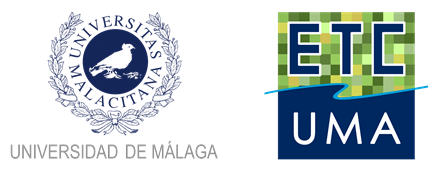 UNIVERSITAS
MALACITANA
UNIVERSIDAD DE MÁLAGA
ETC
UMA